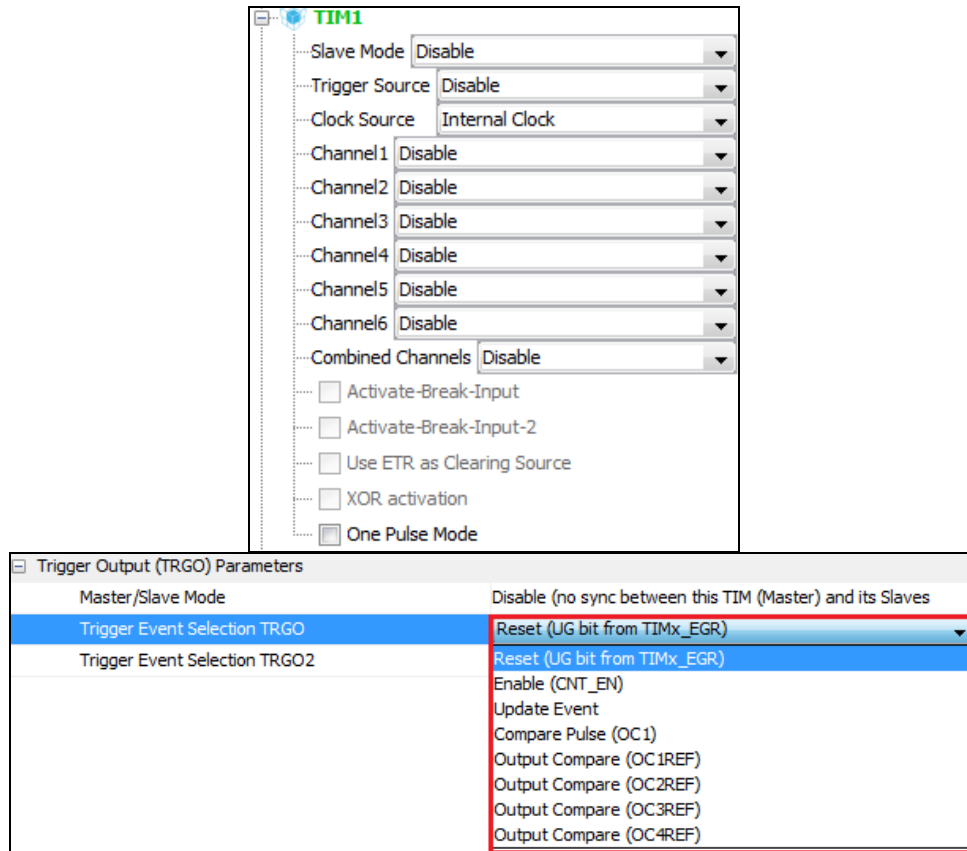 TIM1
Slave Mode Disable
Trigger Source Disable
Clock Source Internal Clock
Channel1 Disable
Channel2 Disable
Channel3 Disable
Channel4 Disable
Channel5 Disable
Channel6 Disable
Combined Channels Disable
Activate-Break-Input
Activate-Break-Input-2
Use ETR as Clearing Source
XOR activation
One Pulse Mode
Trigger Output (TRGO) Parameters
Master/Slave Mode Disable (no sync between this TIM (Master) and its Slaves
Trigger Event Selection TRGO Reset (UG bit from TIMx_EGR)
Trigger Event Selection TRGO2 Reset (UG bit from TIMx_EGR)
Enable (CNT_EN)
Update Event
Compare Pulse (OC1)
Output Compare (OC1REF)
Output Compare (OC2REF)
Output Compare (OC3REF)
Output Compare (OC4REF)